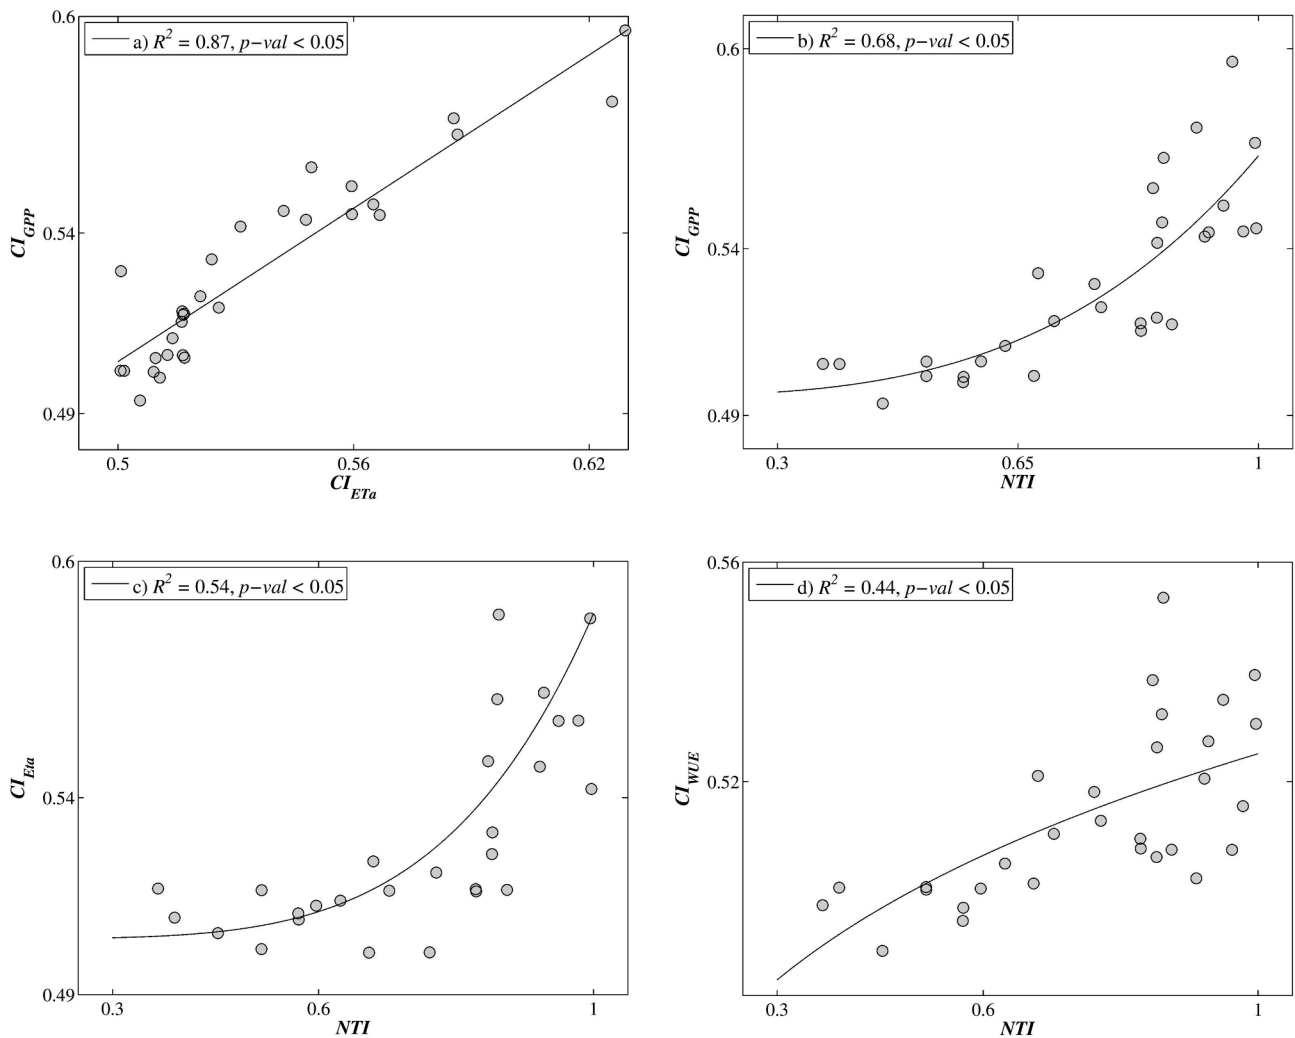 0.6
a) R² = 0.87, p−val < 0.05
CI_GPP
0.54
0.49
0.5 0.56 0.62
CI_ETa
0.6
b) R² = 0.68, p−val < 0.05
CI_GPP
0.54
0.49
0.3 0.65 1
NTI
0.6
c) R² = 0.54, p−val < 0.05
CI_Eta
0.54
0.49
0.3 0.6 1
NTI
0.56
d) R² = 0.44, p−val < 0.05
CI_WUE
0.52
0.3 0.6 1
NTI